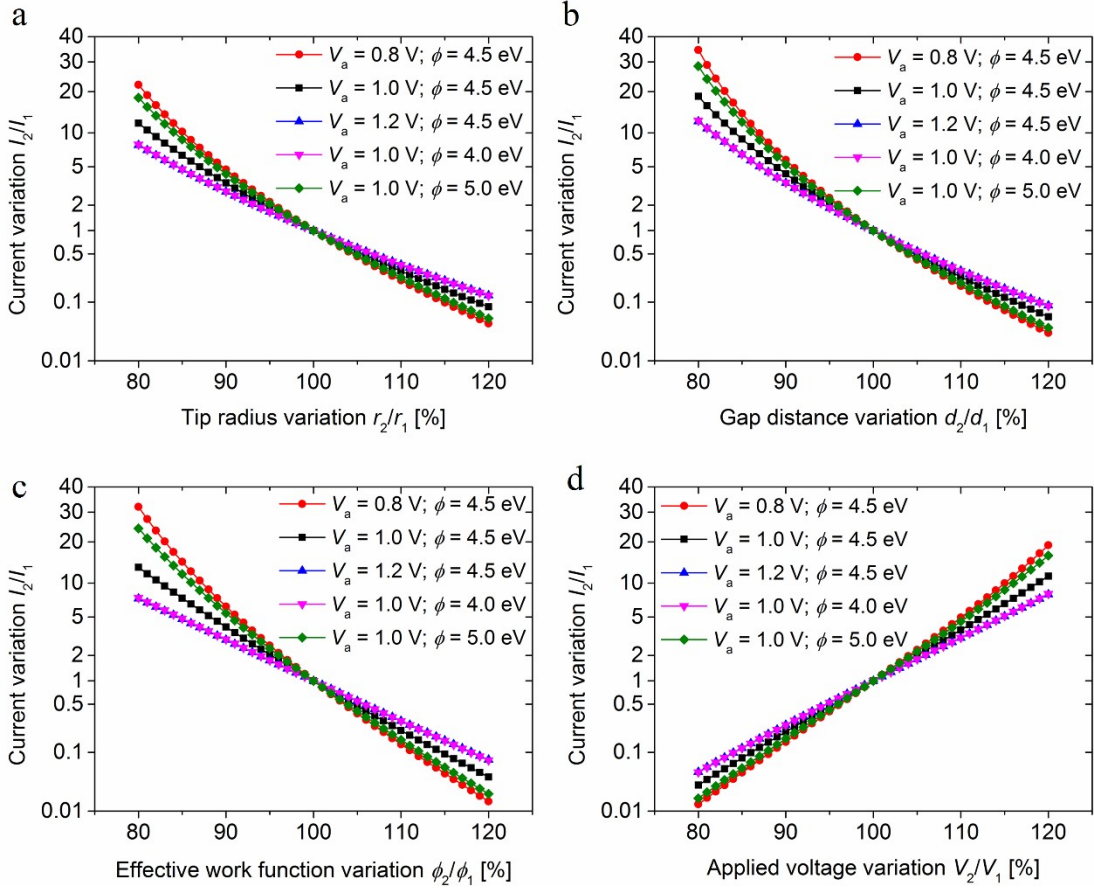 a
Current variation I2/I1
40
30
20
10
5
2
1
0.5
0.1
0.01
Va = 0.8 V; ϕ = 4.5 eV
Va = 1.0 V; ϕ = 4.5 eV
Va = 1.2 V; ϕ = 4.5 eV
Va = 1.0 V; ϕ = 4.0 eV
Va = 1.0 V; ϕ = 5.0 eV
80 90 100 110 120
Tip radius variation r2/r1 [%]
b
Current variation I2/I1
40
30
20
10
5
2
1
0.5
0.1
0.01
Va = 0.8 V; ϕ = 4.5 eV
Va = 1.0 V; ϕ = 4.5 eV
Va = 1.2 V; ϕ = 4.5 eV
Va = 1.0 V; ϕ = 4.0 eV
Va = 1.0 V; ϕ = 5.0 eV
80 90 100 110 120
Gap distance variation d2/d1 [%]
c
Current variation I2/I1
40
30
20
10
5
2
1
0.5
0.1
0.01
Va = 0.8 V; ϕ = 4.5 eV
Va = 1.0 V; ϕ = 4.5 eV
Va = 1.2 V; ϕ = 4.5 eV
Va = 1.0 V; ϕ = 4.0 eV
Va = 1.0 V; ϕ = 5.0 eV
80 90 100 110 120
Effective work function variation ϕ2/ϕ1 [%]
d
Current variation I2/I1
40
30
20
10
5
2
1
0.5
0.1
0.01
Va = 0.8 V; ϕ = 4.5 eV
Va = 1.0 V; ϕ = 4.5 eV
Va = 1.2 V; ϕ = 4.5 eV
Va = 1.0 V; ϕ = 4.0 eV
Va = 1.0 V; ϕ = 5.0 eV
80 90 100 110 120
Applied voltage variation V2/V1 [%]